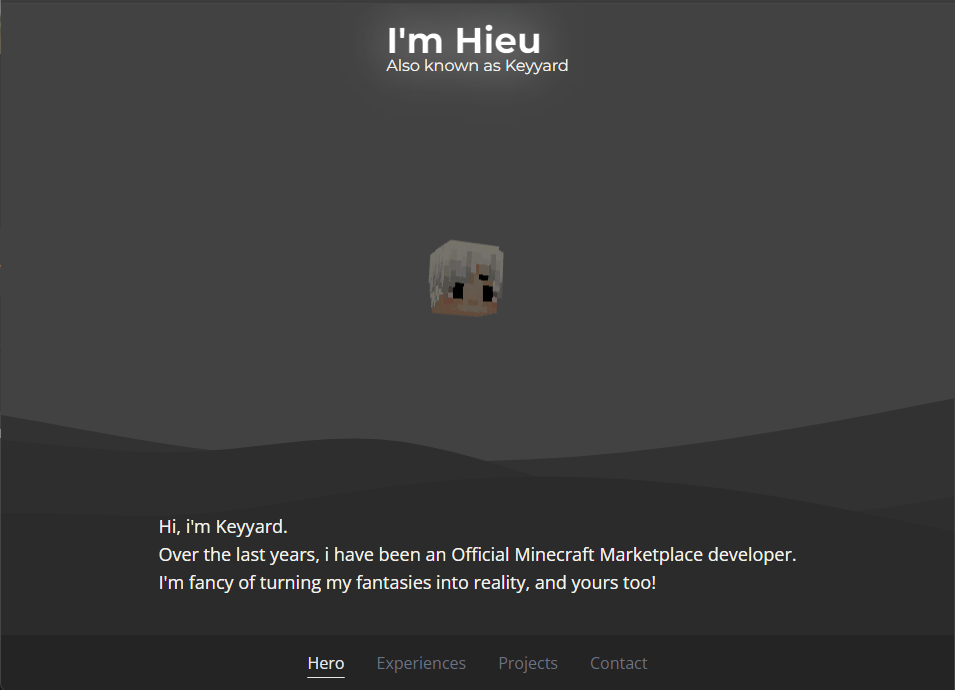 I'm Hieu
Also known as Keyyard
Hi, i'm Keyyard.
Over the last years, i have been an Official Minecraft Marketplace developer.
I'm fancy of turning my fantasies into reality, and yours too!
Hero Experiences Projects Contact